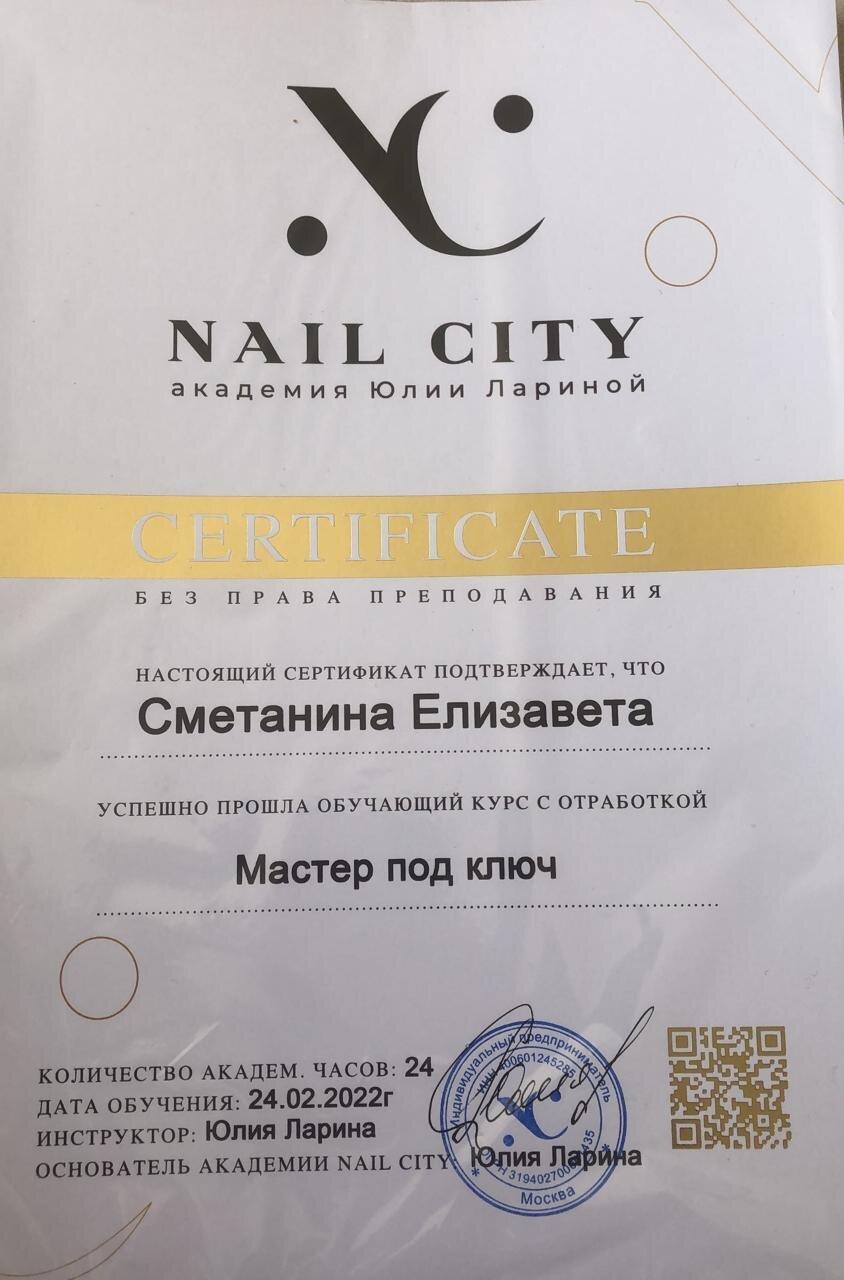 NAIL CITY
академия Юлии Лариной
CERTIFICATE
БЕЗ ПРАВА ПРЕПОДАВАНИЯ
НАСТОЯЩИЙ СЕРТИФИКАТ ПОДТВЕРЖДАЕТ, ЧТО
Сметанина Елизавета
УСПЕШНО ПРОШЛА ОБУЧАЮЩИЙ КУРС С ОТРАБОТКОЙ
Мастер под ключ
КОЛИЧЕСТВО АКАДЕМ. ЧАСОВ: 24
ДАТА ОБУЧЕНИЯ: 24.02.2022г
ИНСТРУКТОР: Юлия Ларина
ОСНОВАТЕЛЬ АКАДЕМИИ NAIL CITY: Юлия Ларина
Индивидуальный предприниматель
ИНН
Москва